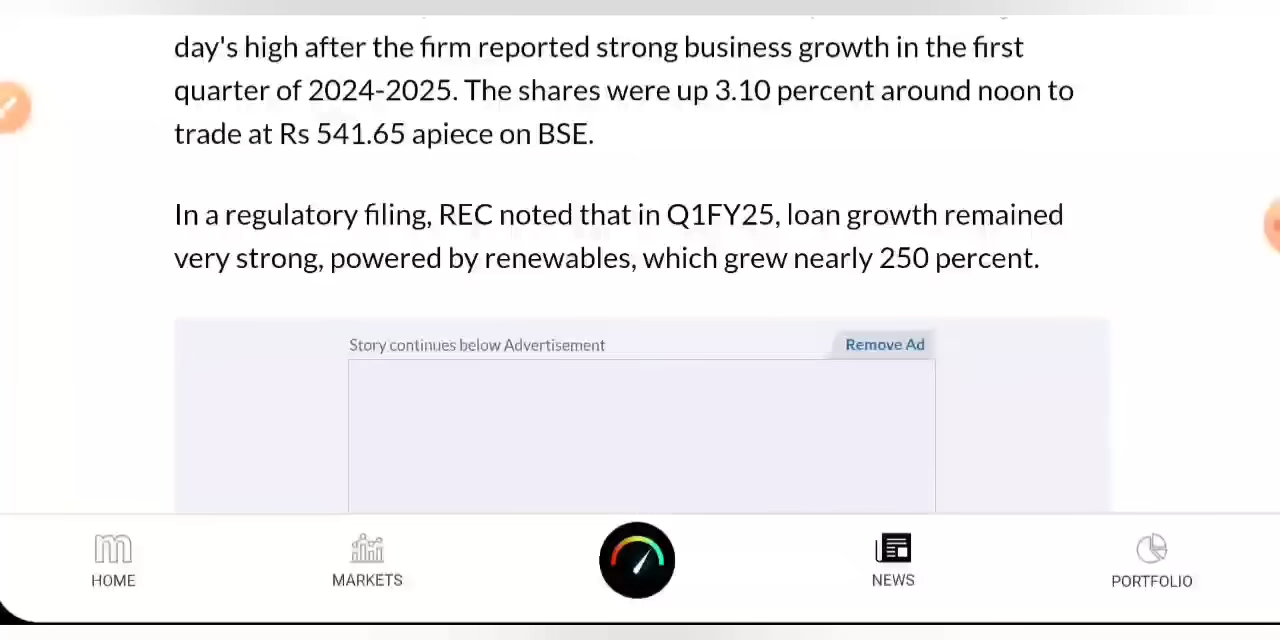 day's high after the firm reported strong business growth in the first
quarter of 2024-2025. The shares were up 3.10 percent around noon to
trade at Rs 541.65 apiece on BSE.
In a regulatory filing, REC noted that in Q1FY25, loan growth remained
very strong, powered by renewables, which grew nearly 250 percent.
Story continues below Advertisement
Remove Ad
m
HOME
MARKETS
NEWS
PORTFOLIO